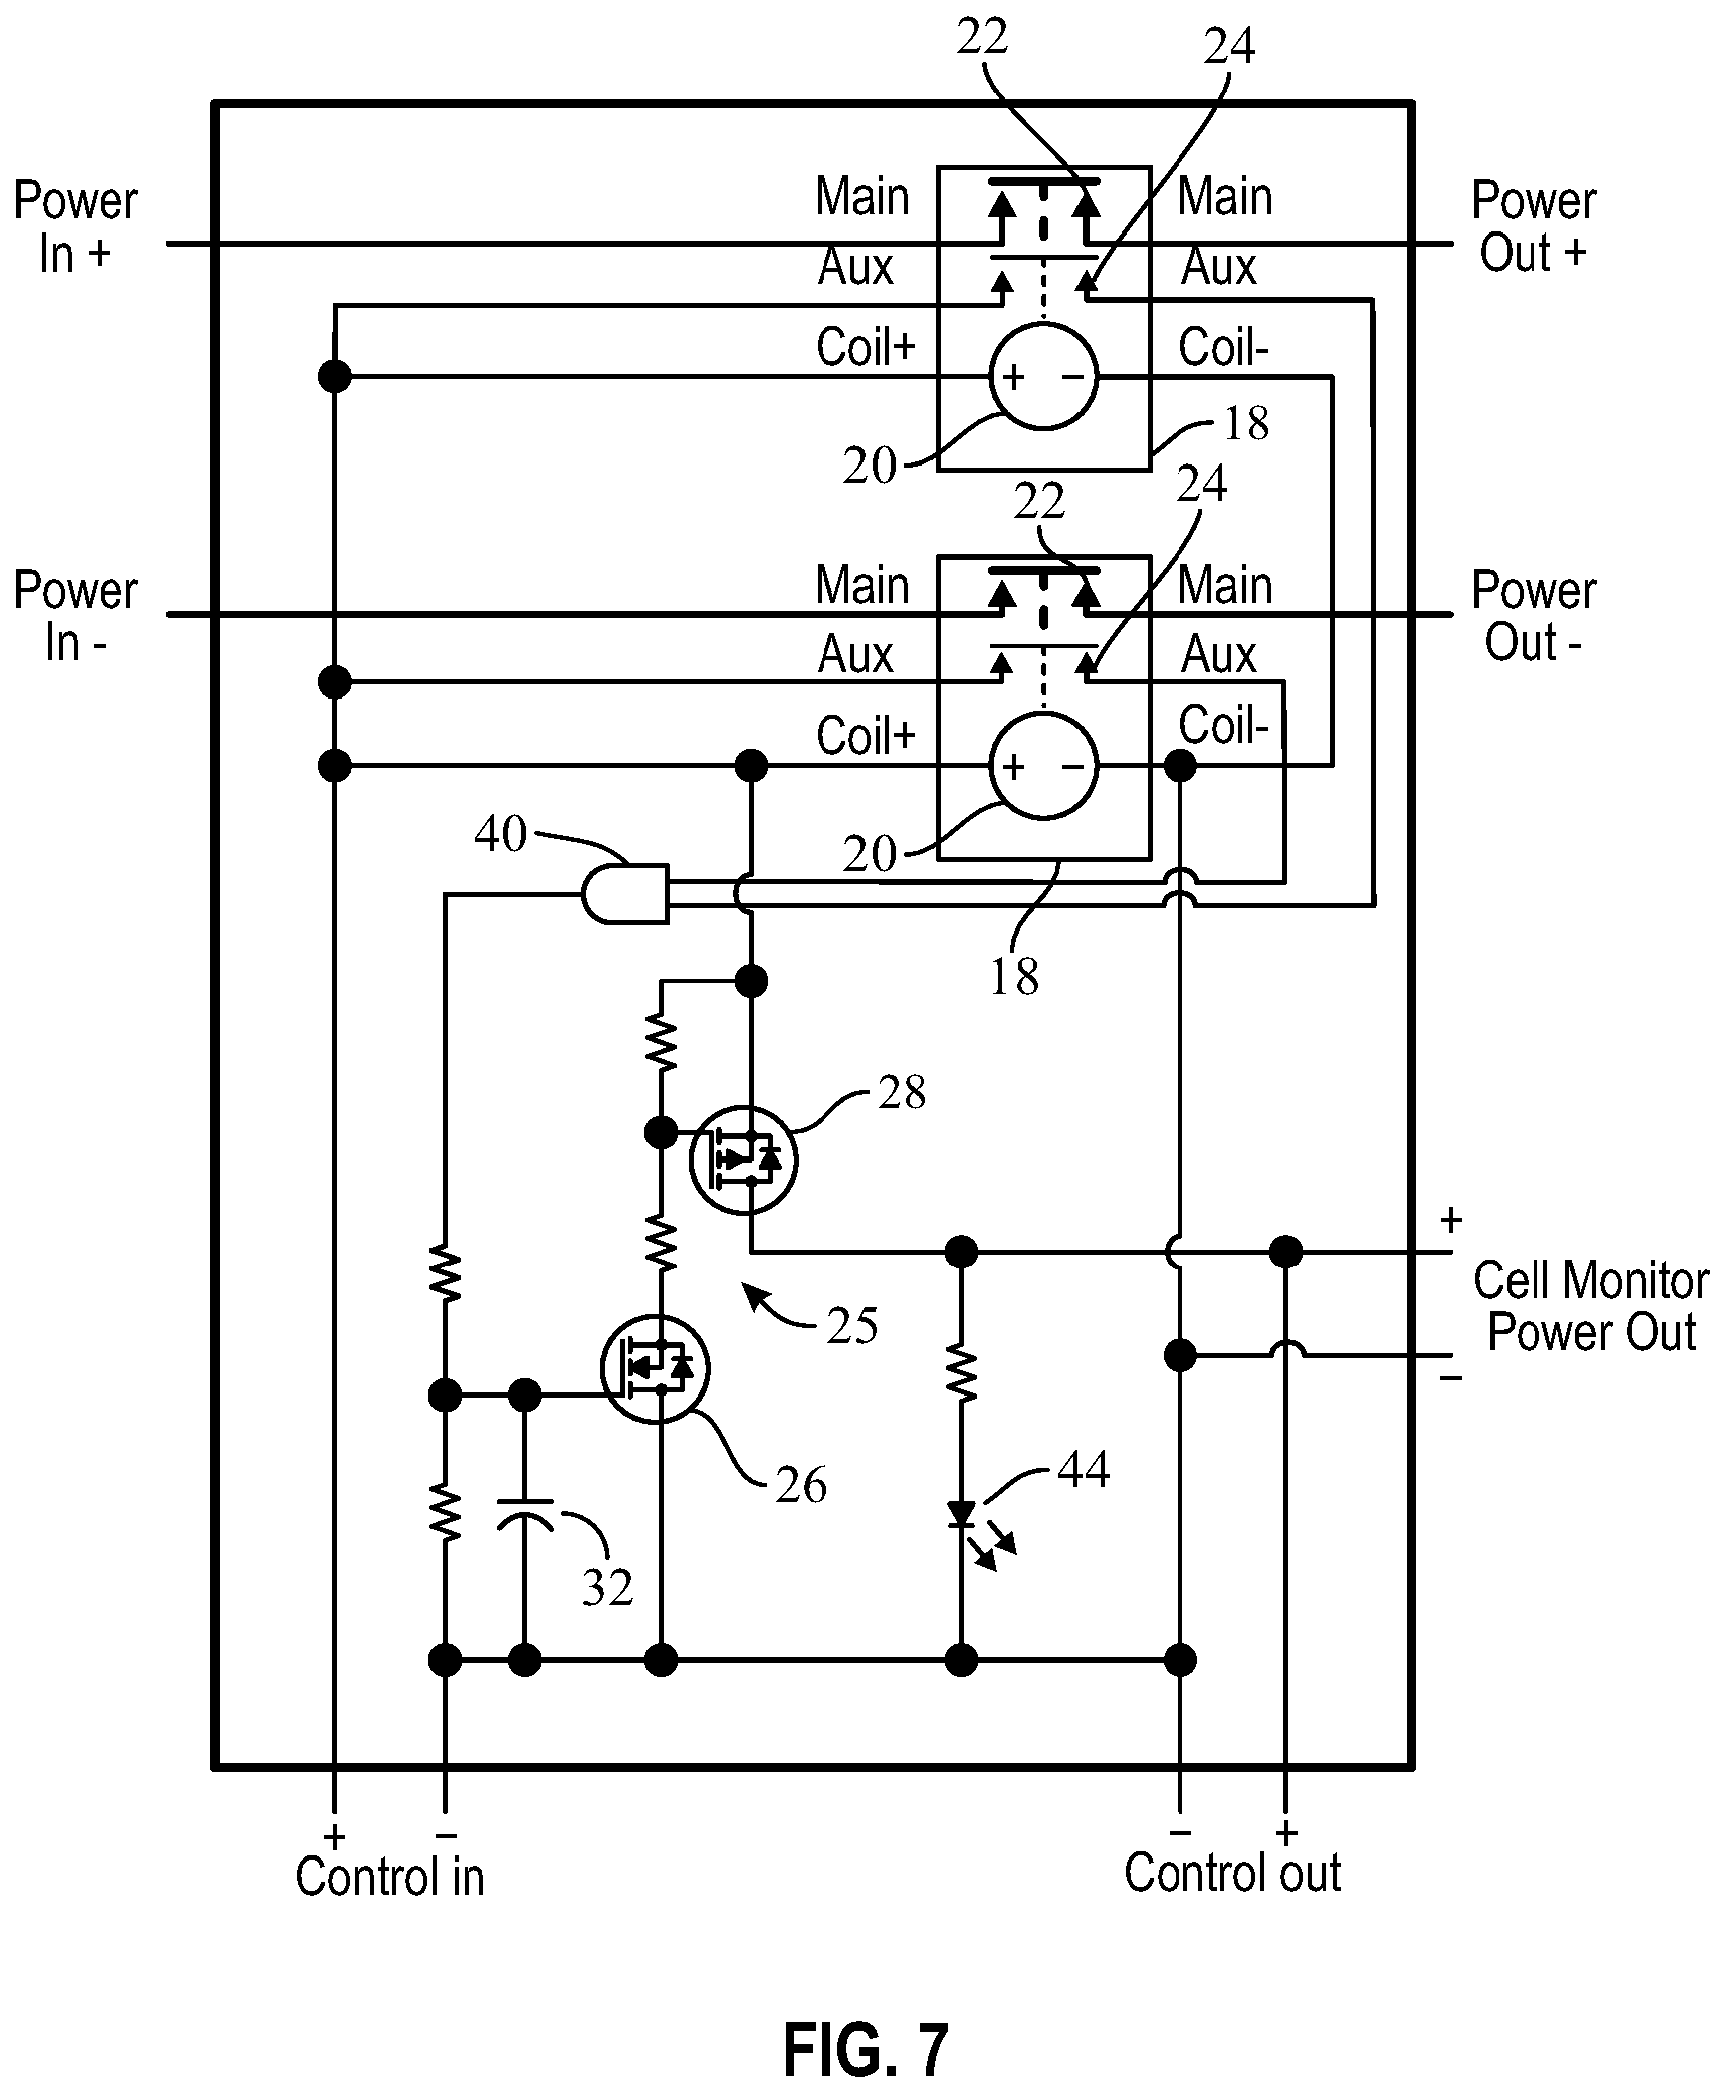 22
24
Power
In +
Main
Main
Power
Out +
Aux
Aux
Coil+
+ −
Coil-
20
18
22
24
Power
In -
Main
Main
Power
Out -
Aux
Aux
Coil+
+ −
Coil-
40
20
18
28
+
Cell Monitor
Power Out
−
25
26
44
32
+ −
Control in
− +
Control out
FIG. 7